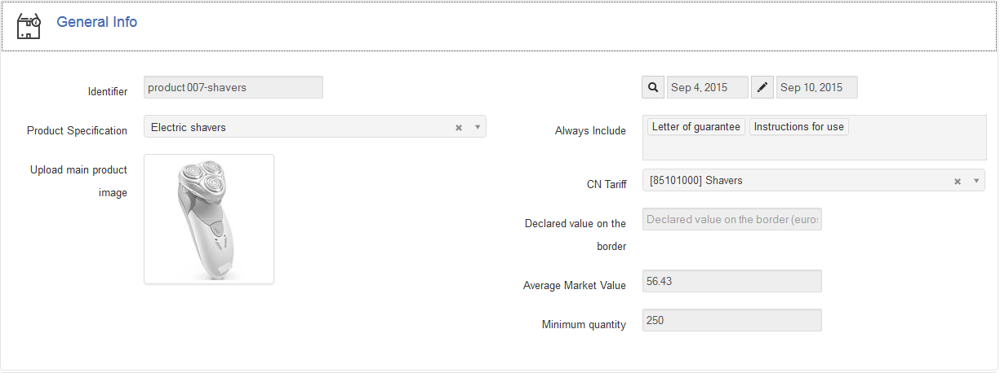 General Info
Identifier
product 007-shavers
Sep 4, 2015
Sep 10, 2015
Product Specification
Electric shavers
Always Include
Letter of guarantee
Instructions for use
Upload main product
image
CN Tariff
[85101000] Shavers
Declared value on the
border
Declared value on the border (euros
Average Market Value
56.43
Minimum quantity
250